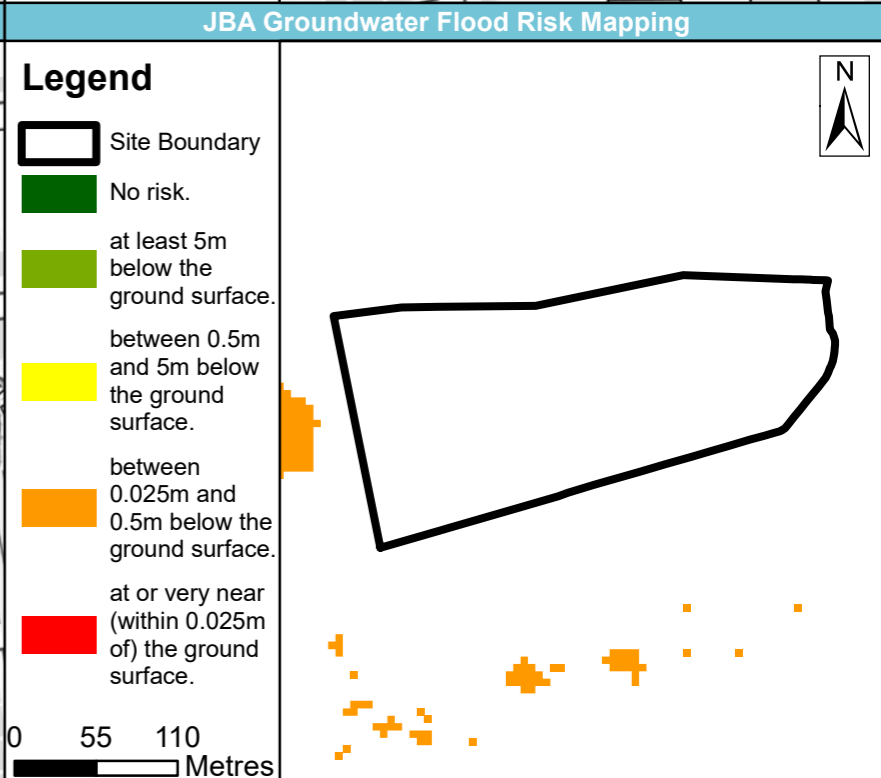 JBA Groundwater Flood Risk Mapping
Legend
Site Boundary
No risk.
at least 5m
below the
ground surface.
between 0.5m
and 5m below
the ground
surface.
between
0.025m and
0.5m below the
ground surface.
at or very near
(within 0.025m
of) the ground
surface.
0 55 110
Metres
N